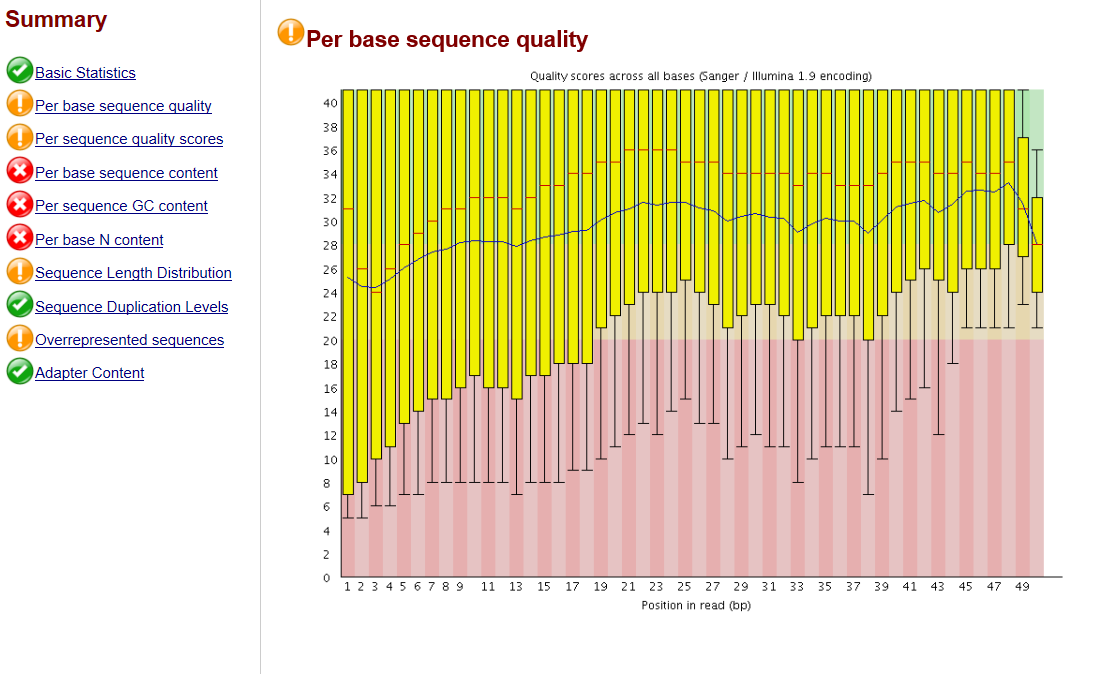 Summary
Basic Statistics
Per base sequence quality
Per sequence quality scores
Per base sequence content
Per sequence GC content
Per base N content
Sequence Length Distribution
Sequence Duplication Levels
Overrepresented sequences
Adapter Content
Per base sequence quality
Quality scores across all bases (Sanger / Illumina 1.9 encoding)
40
38
36
34
32
30
28
26
24
22
20
18
16
14
12
10
8
6
4
2
0
1 2 3 4 5 6 7 8 9 11 13 15 17 19 21 23 25 27 29 31 33 35 37 39 41 43 45 47 49
Position in read (bp)